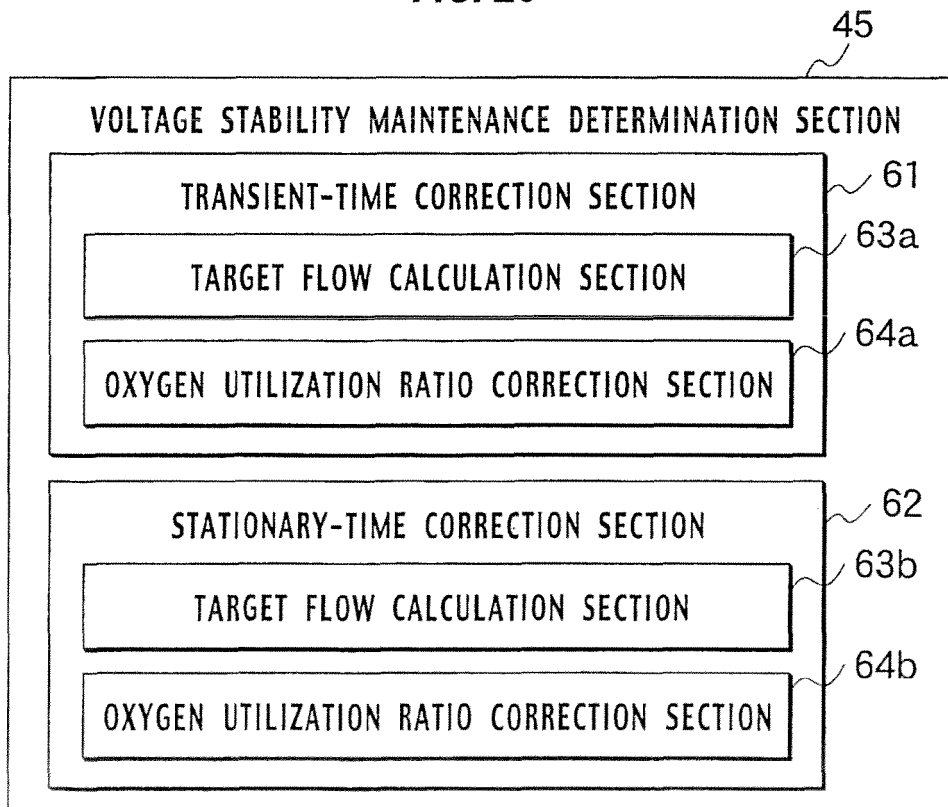 45
VOLTAGE STABILITY MAINTENANCE DETERMINATION SECTION
61
TRANSIENT-TIME CORRECTION SECTION
63a
TARGET FLOW CALCULATION SECTION
64a
OXYGEN UTILIZATION RATIO CORRECTION SECTION
62
STATIONARY-TIME CORRECTION SECTION
63b
TARGET FLOW CALCULATION SECTION
64b
OXYGEN UTILIZATION RATIO CORRECTION SECTION